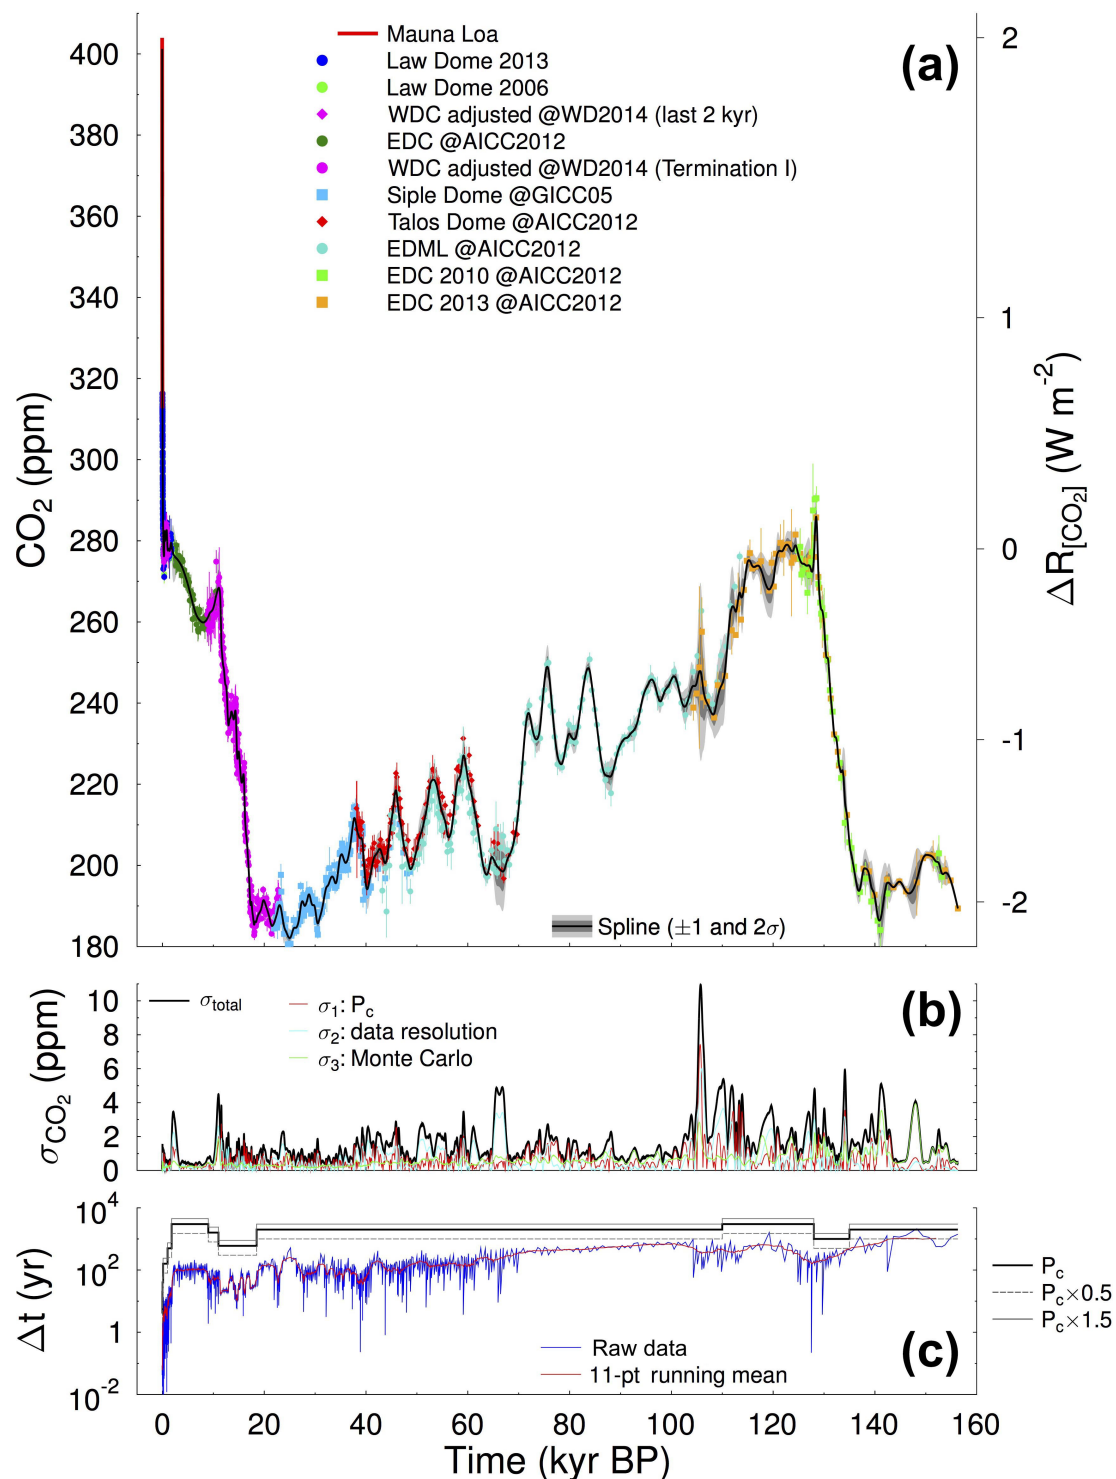 (a)
Mauna Loa
Law Dome 2013
Law Dome 2006
WDC adjusted @WD2014 (last 2 kyr)
EDC @AICC2012
WDC adjusted @WD2014 (Termination I)
Siple Dome @GICC05
Talos Dome @AICC2012
EDML @AICC2012
EDC 2010 @AICC2012
EDC 2013 @AICC2012
400
380
360
340
320
300
280
260
240
220
200
180
CO₂ (ppm)
2
1
0
-1
-2
ΔR[CO₂] (W m⁻²)
Spline (±1 and 2σ)
(b)
σtotal
σ₁: Pc
σ₂: data resolution
σ₃: Monte Carlo
10
8
6
4
2
0
σCO₂ (ppm)
10⁴
10²
1
10⁻²
Δt (yr)
Pc
Pc×0.5
Pc×1.5
(c)
Raw data
11-pt running mean
0 20 40 60 80 100 120 140 160
Time (kyr BP)